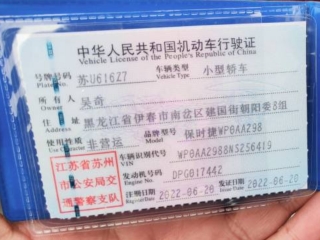 中华人民共和国机动车行驶证
Vehicle License of the People's Republic of China
号牌号码 苏U616Z7 车辆类型 小型轿车
Plate No. Vehicle Type
所有人 吴奇
Owner
住址 黑龙江省伊春市南岔区建国街朝阳委8组
Address
使用性质 非营运 品牌型号 保时捷WP0AA298
Use Character Model
江苏省苏州
市公安局交
通警察支队
车辆识别代号 WP0AA2988NS256419
VIN
发动机号码 DPG017442
Engine No.
注册日期 2022-06-20 发证日期 2022-06-20
Register Date Issue Date